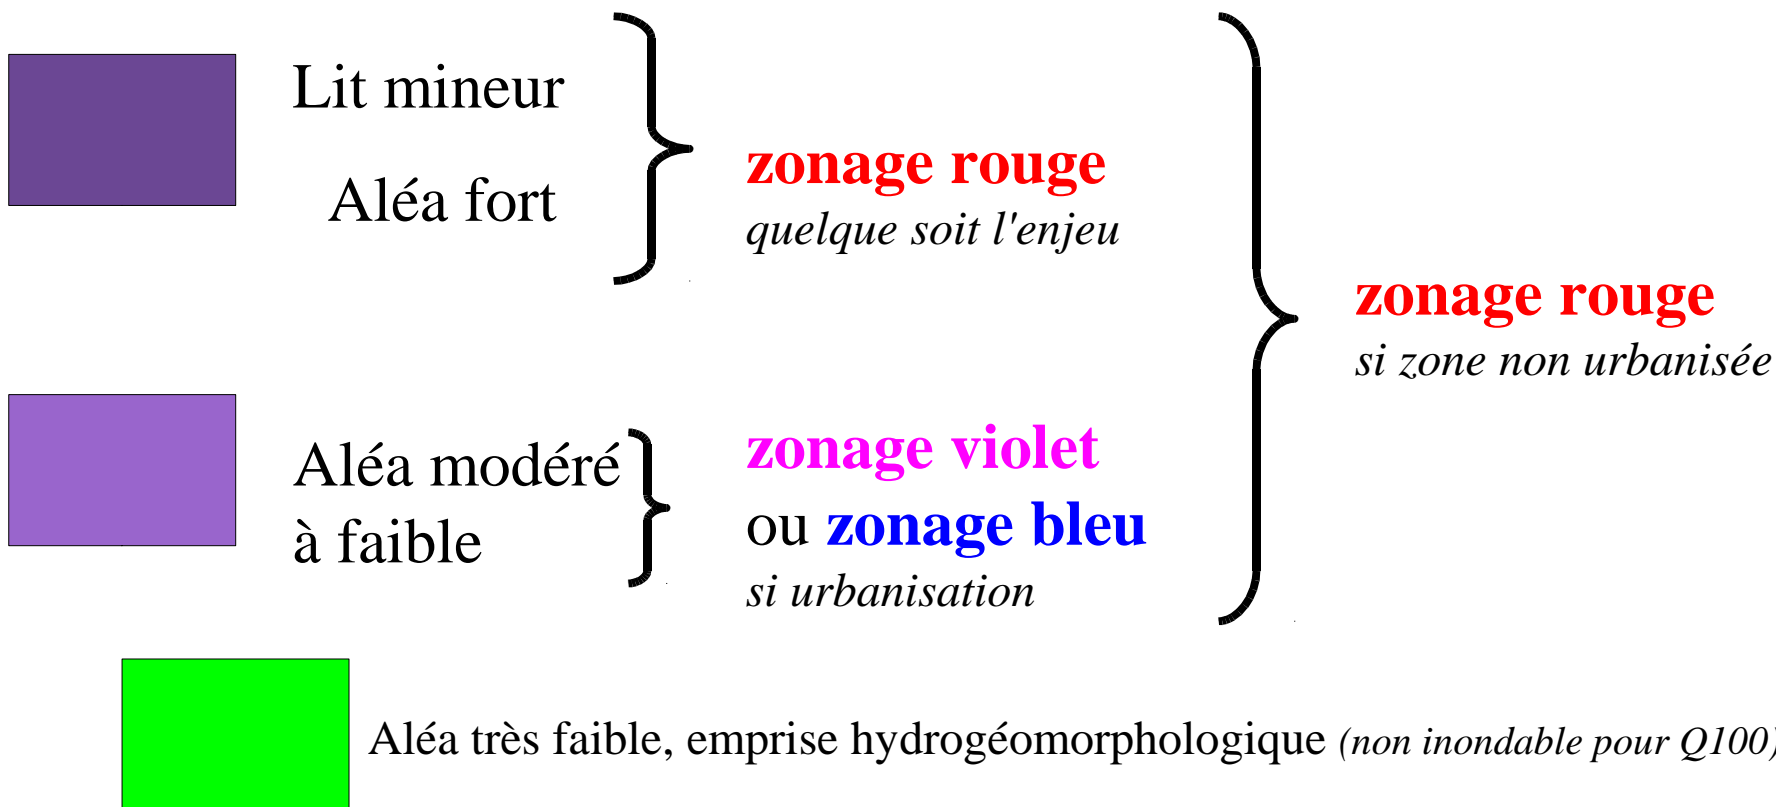 Lit mineur
Aléa fort
zonage rouge
quelque soit l'enjeu
zonage rouge
si zone non urbanisée
Aléa modéré
à faible
zonage violet
ou zonage bleu
si urbanisation
Aléa très faible, emprise hydrogéomorphologique (non inondable pour Q100)